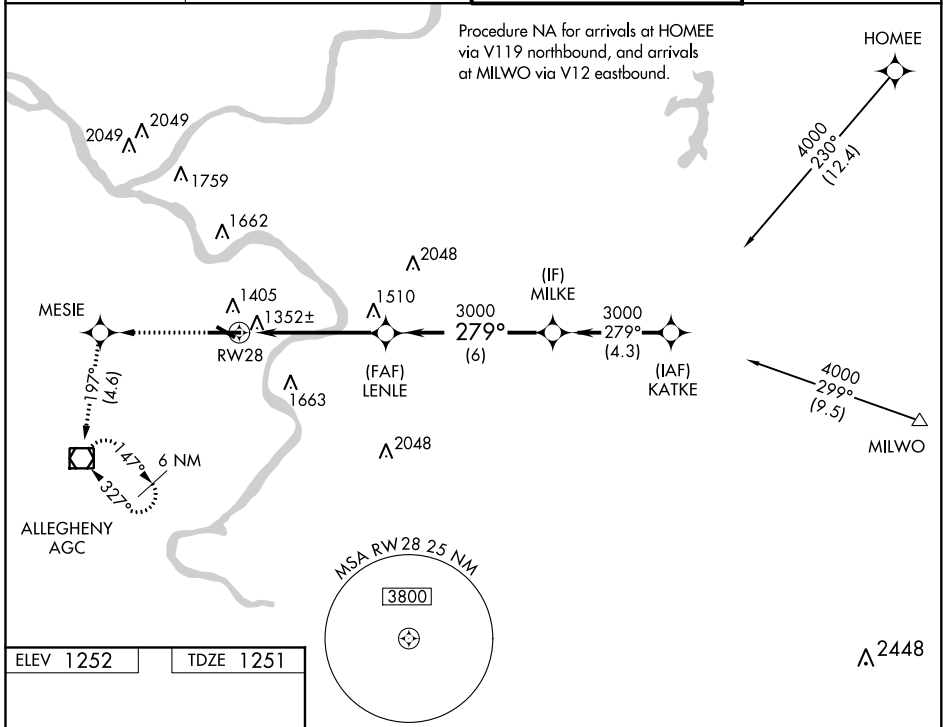 Procedure NA for arrivals at HOMEE
via V119 northbound, and arrivals
at MILWO via V12 eastbound.
HOMEE
4000
230°
(12.4)
2049
2049
1759
1662
2048
(IF)
MILKE
MESIE
1405
1352±
1510
3000
279°
(6)
3000
279°
(4.3)
RW28
(FAF)
LENLE
(IAF)
KATKE
4000
299°
(9.5)
MILWO
197°
(4.6)
1663
2048
147°
6 NM
327°
ALLEGHENY
AGC
MSA RW28 25 NM
3800
ELEV 1252
TDZE 1251
2448